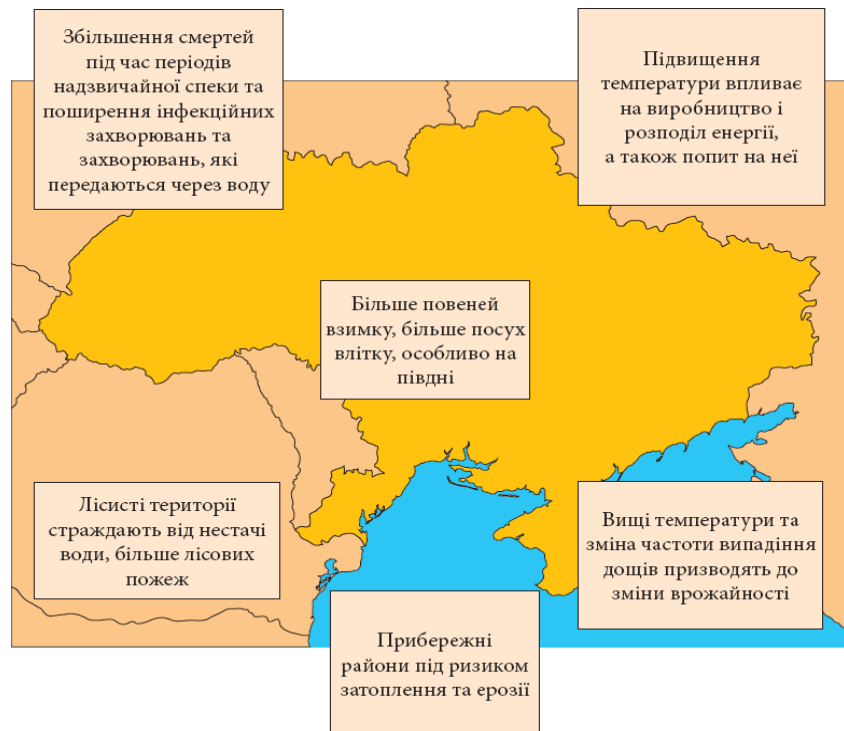 Збільшення смертей
під час періодів
надзвичайної спеки та
поширення інфекційних
захворювань та
захворювань, які
передаються через воду
Підвищення
температури впливає
на виробництво і
розподіл енергії,
а також попит на неї
Більше повеней
взимку, більше посух
влітку, особливо на
півдні
Лісисті території
страждають від нестачі
води, більше лісових
пожеж
Вищі температури та
зміна частоти випадіння
дощів призводять до
зміни врожайності
Прибережні
райони під ризиком
затоплення та ерозії